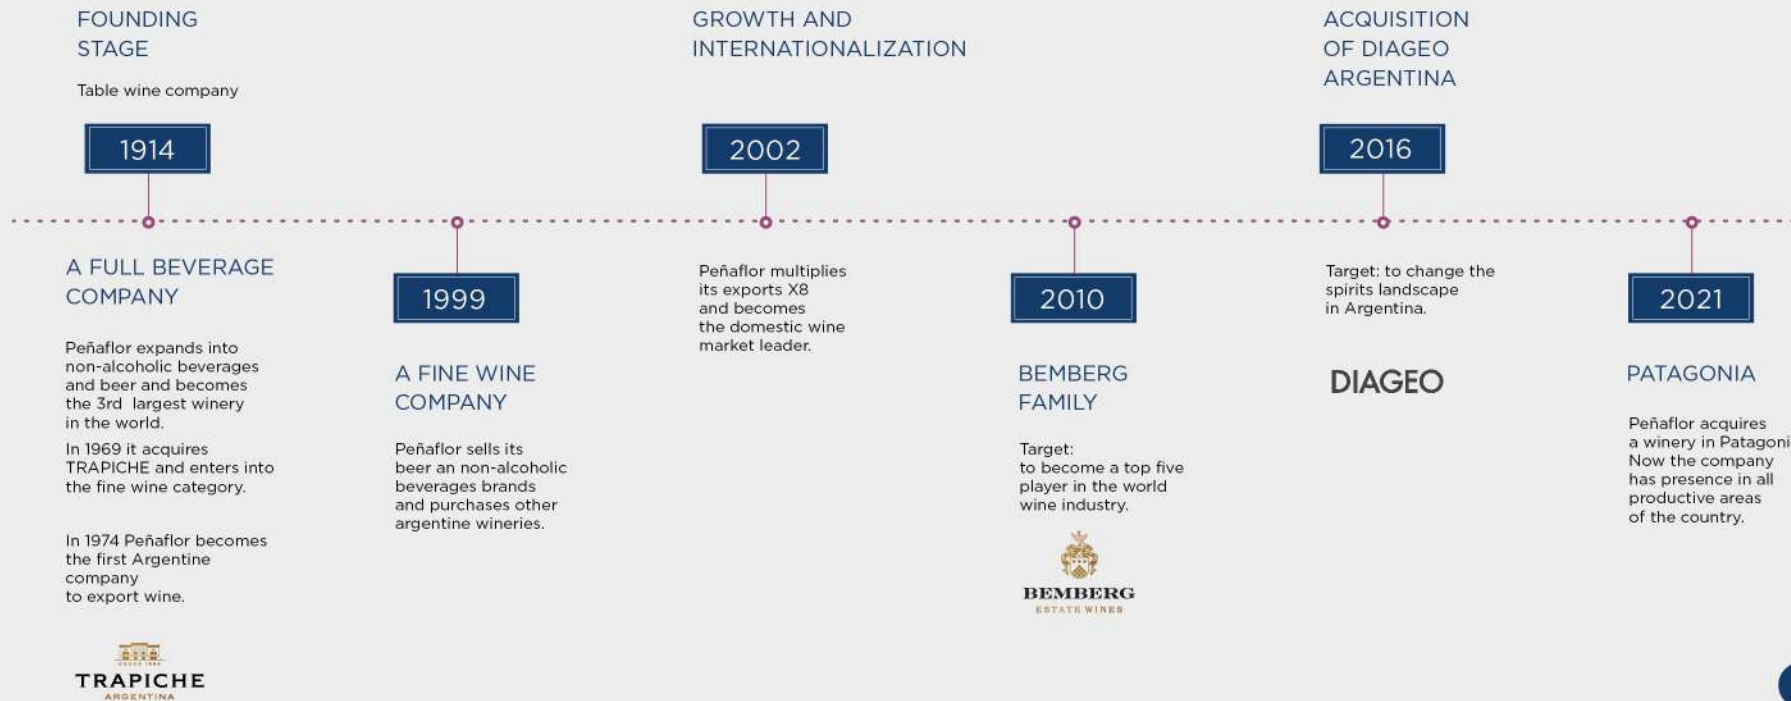 FOUNDING
STAGE
Table wine company
1914
A FULL BEVERAGE
COMPANY
Peñaflor expands into
non-alcoholic beverages
and beer and becomes
the 3rd largest winery
in the world.
In 1969 it acquires
TRAPICHE and enters into
the fine wine category.
In 1974 Peñaflor becomes
the first Argentine
company
to export wine.
TRAPICHE
ARGENTINA
1999
A FINE WINE
COMPANY
Peñaflor sells its
beer an non-alcoholic
beverages brands
and purchases other
argentine wineries.
GROWTH AND
INTERNATIONALIZATION
2002
Peñaflor multiplies
its exports X8
and becomes
the domestic wine
market leader.
2010
BEMBERG
FAMILY
Target:
to become a top five
player in the world
wine industry.
BEMBERG
ESTATE WINES
ACQUISITION
OF DIAGEO
ARGENTINA
2016
Target: to change the
spirits landscape
in Argentina.
DIAGEO
2021
PATAGONIA
Peñaflor acquires
a winery in Patagoni
Now the company
has presence in all
productive areas
of the country.